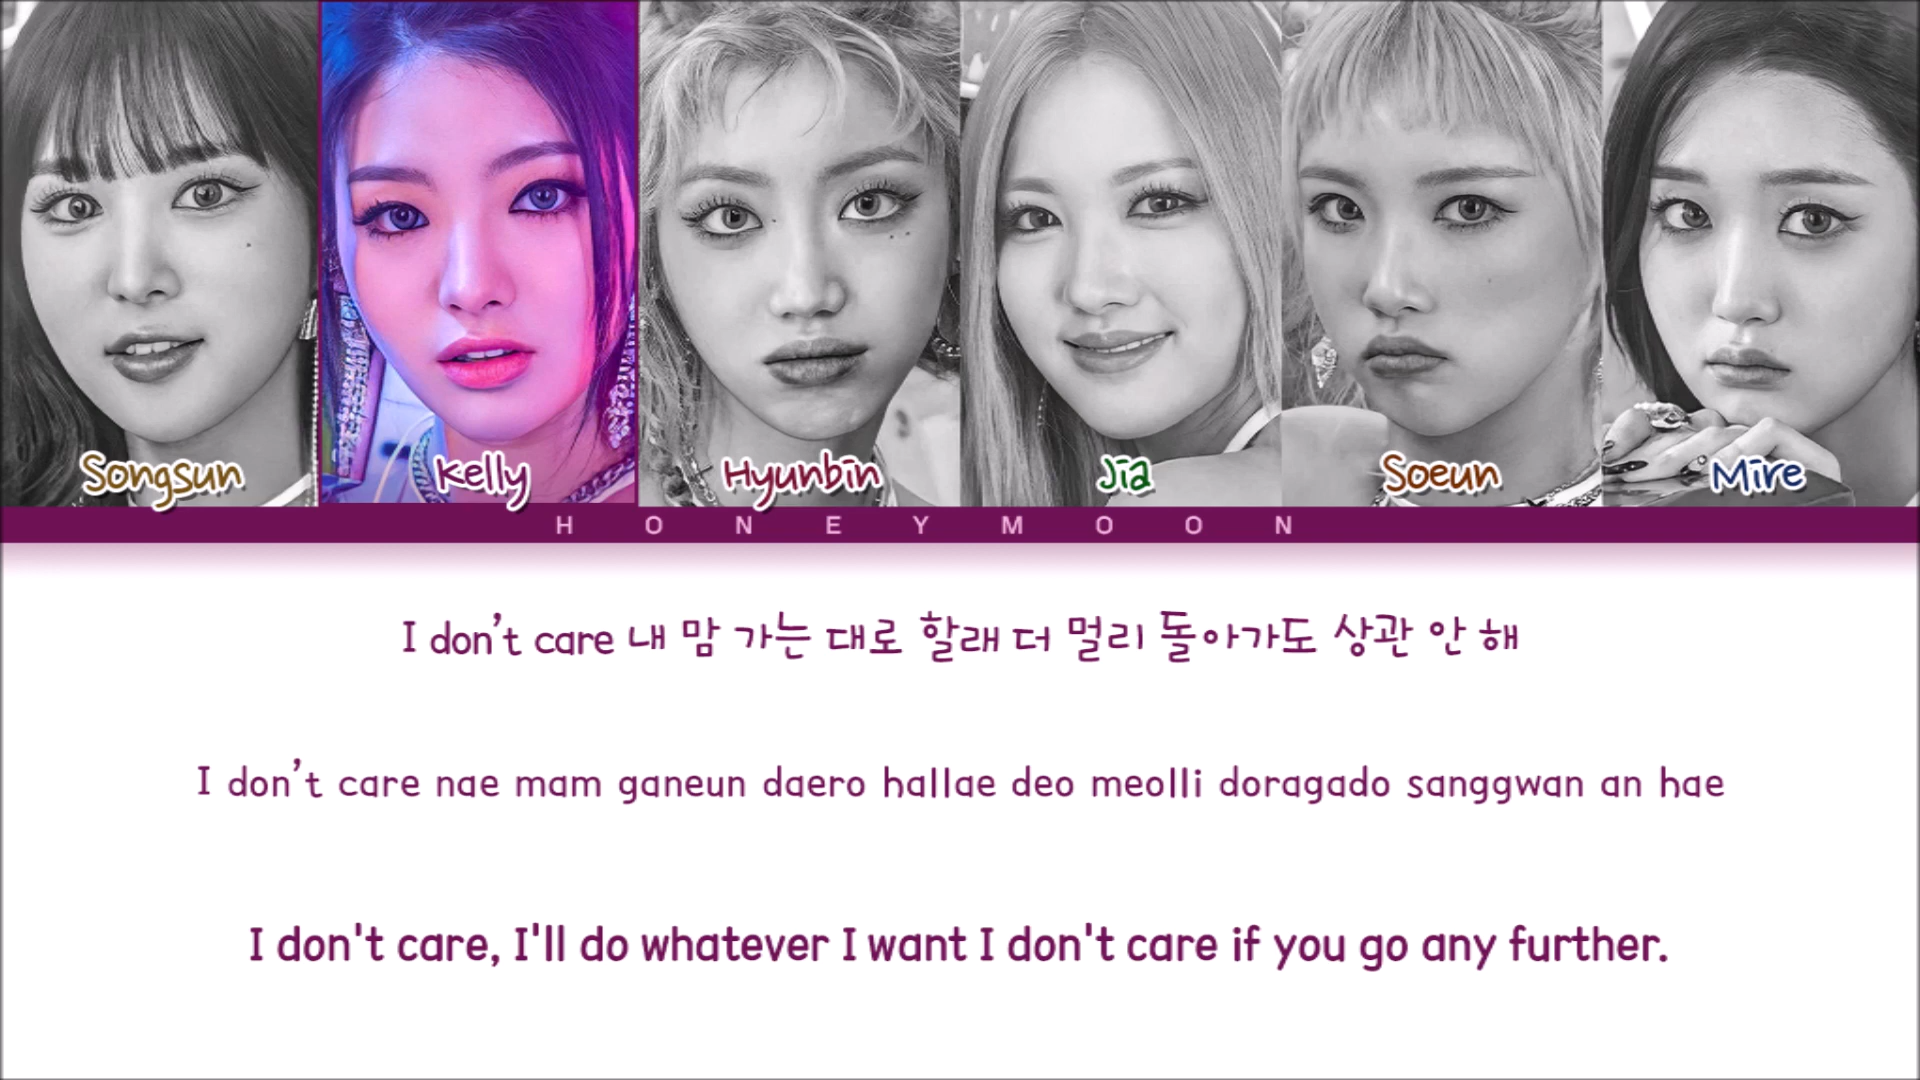 Songsun Kelly Hyunbin Jia Soeun Mire
HONEYMOON
I don’t care 내 맘 가는 대로 할래 더 멀리 돌아가도 상관 안 해
I don’t care nae mam ganeun daero hallae deo meolli doragado sanggwan an hae
I don't care, I'll do whatever I want I don't care if you go any further.